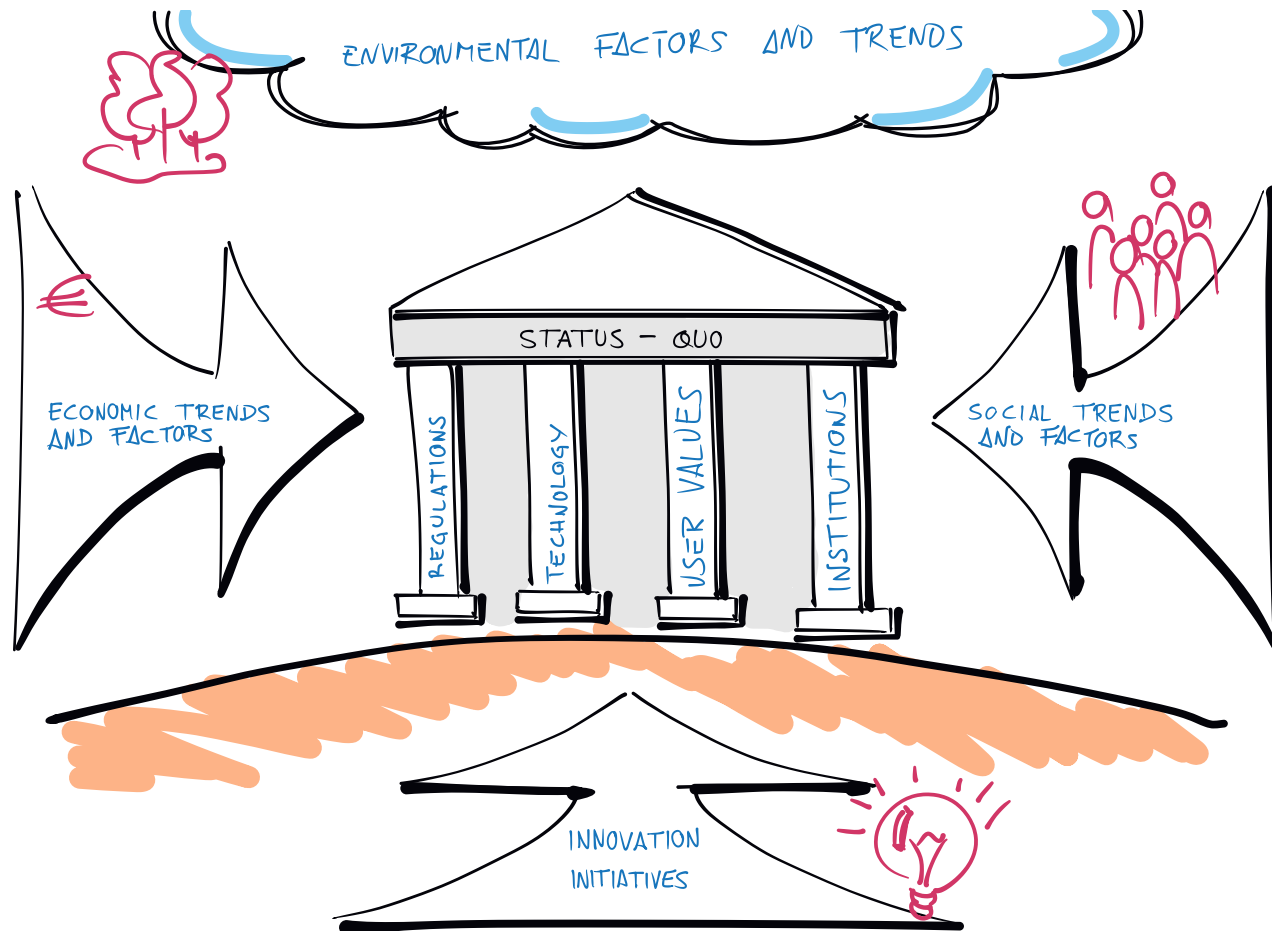 ENVIRONMENTAL FACTORS AND TRENDS
STATUS - QUO
ECONOMIC TRENDS
AND FACTORS
REGULATIONS
TECHNOLOGY
USER VALUES
INSTITUTIONS
SOCIAL TRENDS
AND FACTORS
INNOVATION
INITIATIVES